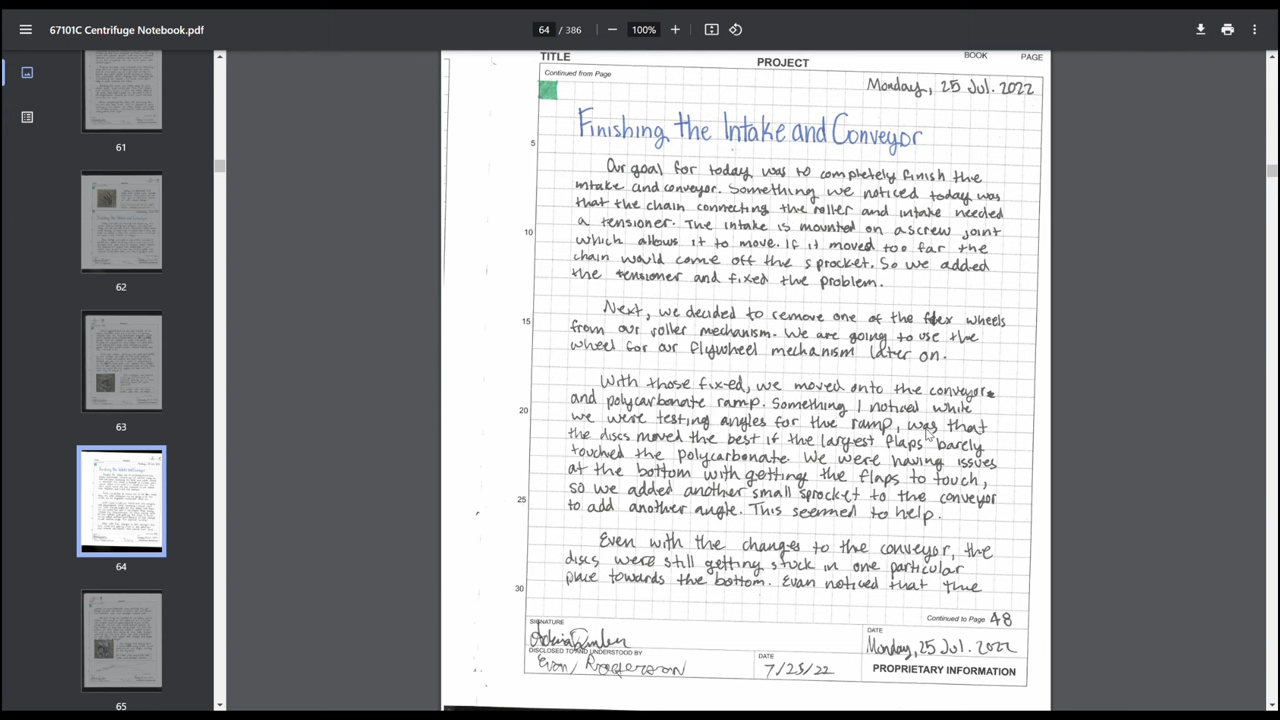 67101C Centrifuge Notebook.pdf
64 / 386
100%
61
62
63
64
65
TITLE
PROJECT
BOOK
PAGE
Continued from Page
Monday, 25 Jul. 2022
Finishing the Intake and Conveyor
5
Our goal for today was to completely finish the
intake and conveyor. Something we noticed today was
that the chain connecting the roller and intake needed
10
a tensioner. The intake is mounted on a screw joint
which allows it to move. If it moved too far the
chain would come off the sprocket. So we added
the tensioner and fixed the problem.
15
Next, we decided to remove one of the flex wheels
from our roller mechanism. We are going to use the
wheel for our flywheel mechanism later on.
With those fixed, we moved onto the conveyor
20
and polycarbonate ramp. Something I noticed while
we were testing angles for the ramp, was that
the discs moved the best if the largest flaps barely
touched the polycarbonate. We were having issues
at the bottom with getting the flaps to touch,
25
so we added another small sprocket to the conveyor
to add another angle. This seemed to help.
Even with the changes to the conveyor, the
discs were still getting stuck in one particular
30
place towards the bottom. Evan noticed that the
Continued to Page 48
SIGNATURE
DATE
Monday, 25 Jul. 2022
DISCLOSED TO AND UNDERSTOOD BY
Evan
DATE
7/25/22
PROPRIETARY INFORMATION